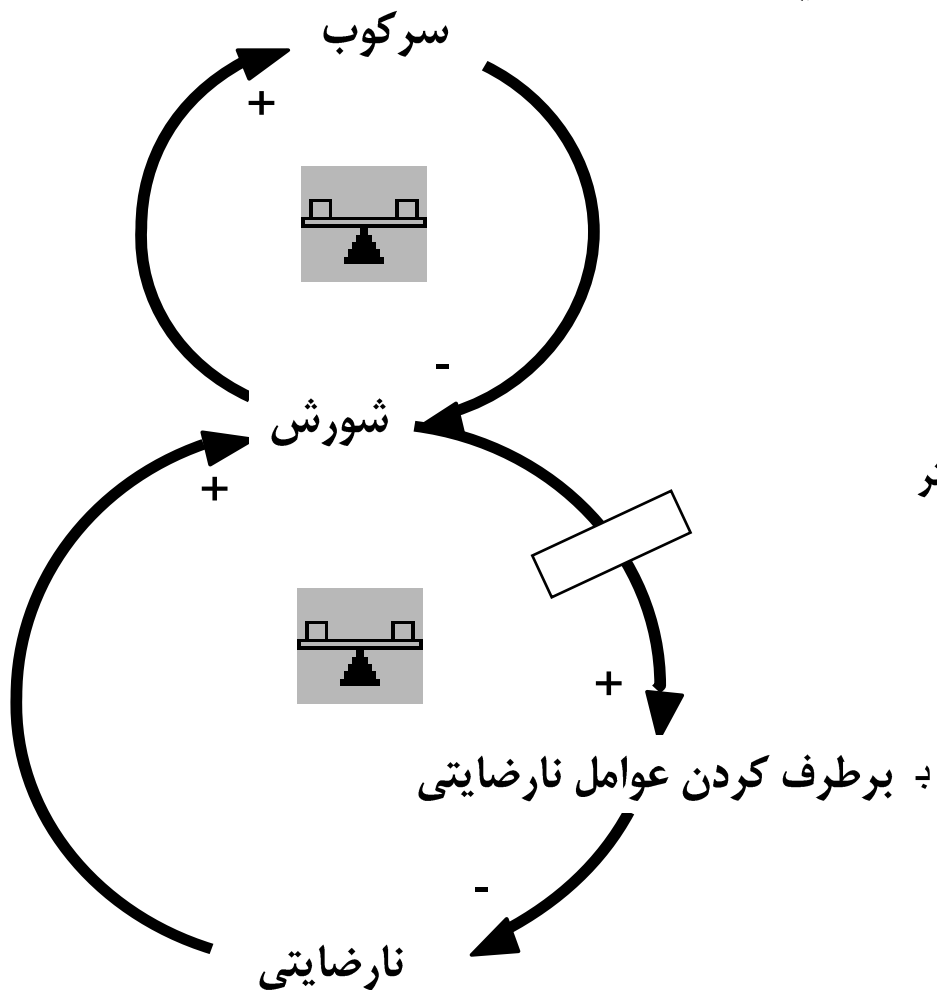 سرکوب
+
-
شورش
+
+
برطرف کردن عوامل نارضایتی
-
نارضایتی